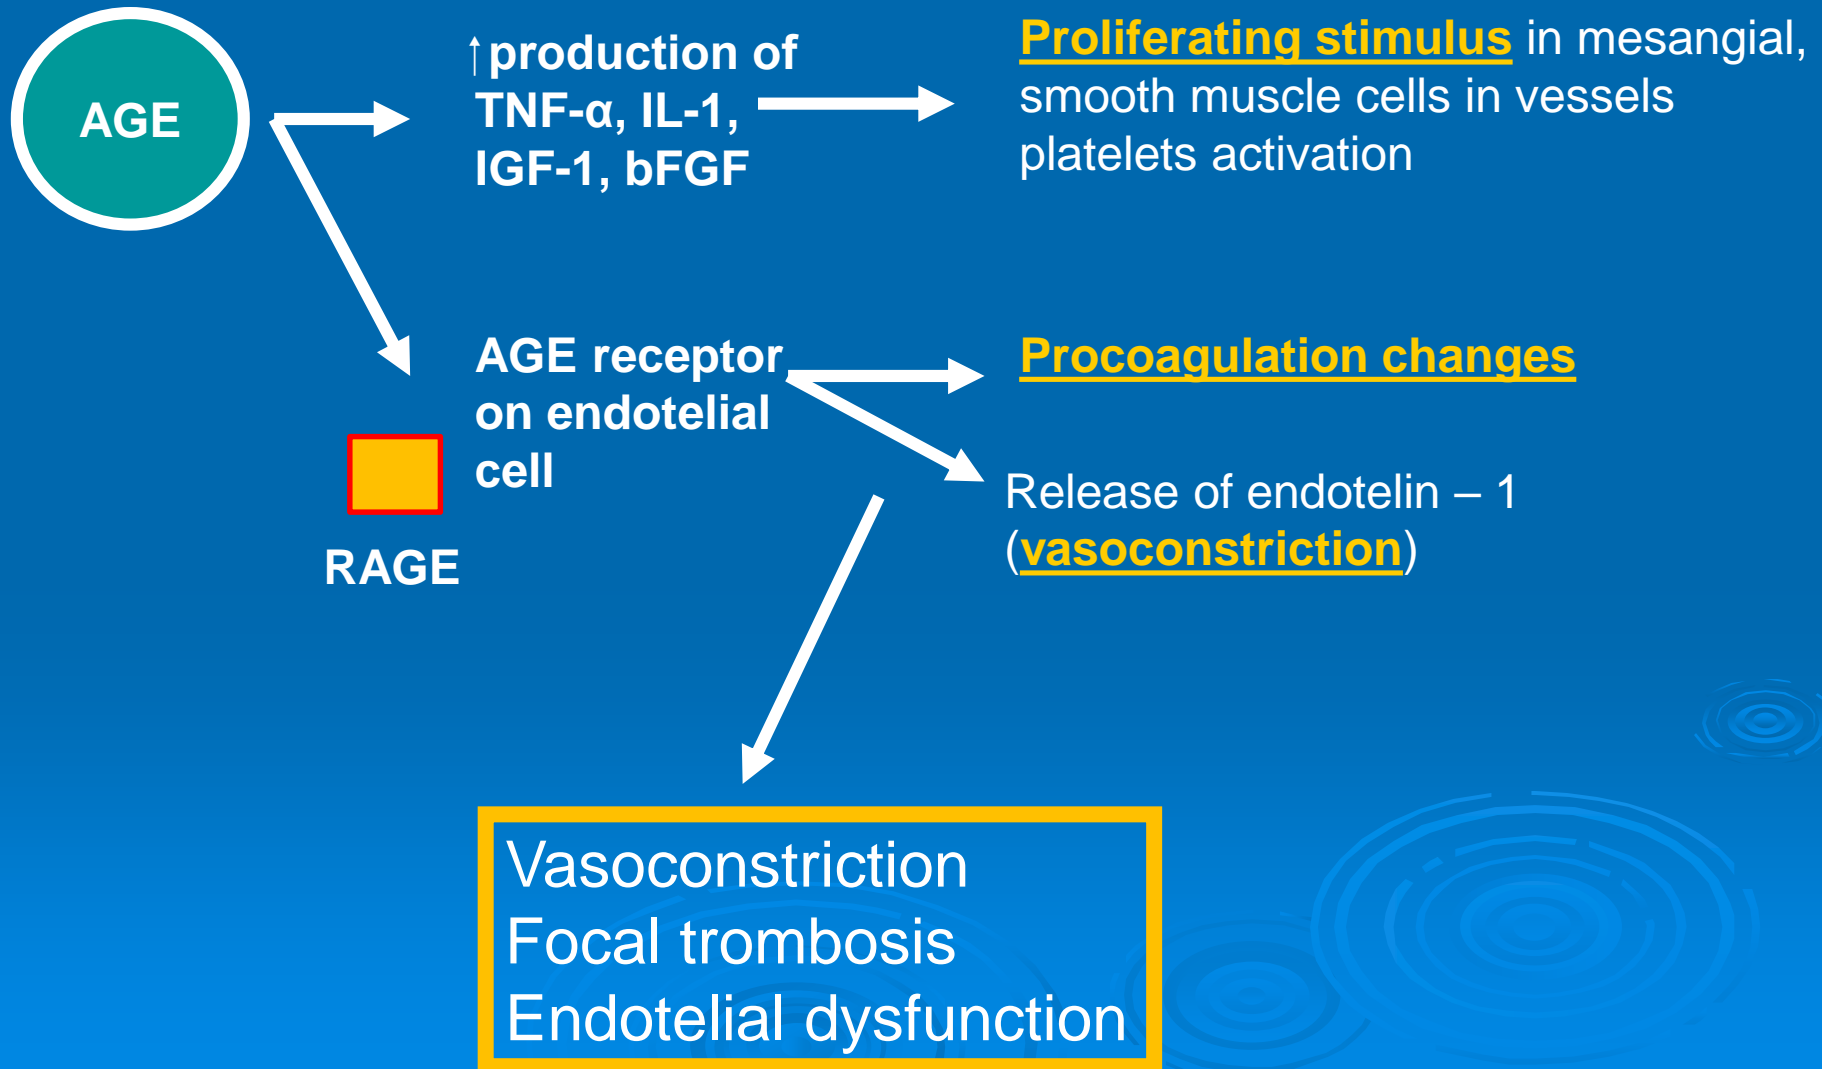 AGE
↑production of
TNF-α, IL-1,
IGF-1, bFGF
Proliferating stimulus in mesangial,
smooth muscle cells in vessels
platelets activation
AGE receptor
on endotelial
cell
RAGE
Procoagulation changes
Release of endotelin – 1
(vasoconstriction)
Vasoconstriction
Focal trombosis
Endotelial dysfunction